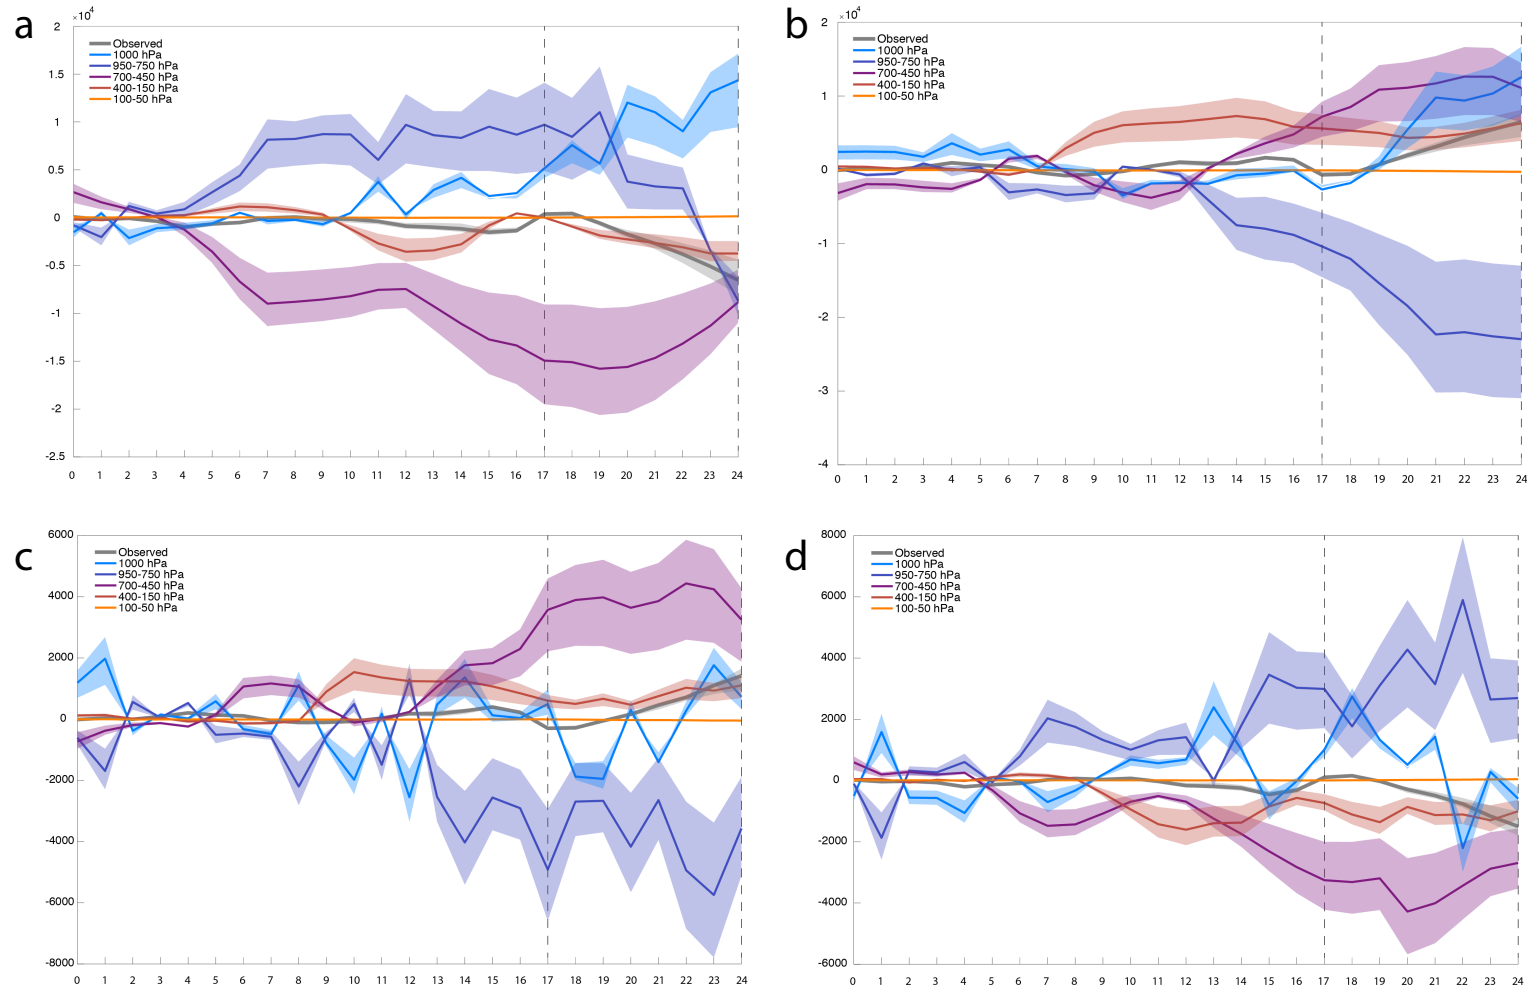 a
×10⁴
2
1.5
1
0.5
0
-0.5
-1
-1.5
-2
-2.5
Observed
1000 hPa
950-750 hPa
700-450 hPa
400-150 hPa
100-50 hPa
0 1 2 3 4 5 6 7 8 9 10 11 12 13 14 15 16 17 18 19 20 21 22 23 24
b
×10⁴
2
1
0
-1
-2
-3
-4
Observed
1000 hPa
950-750 hPa
700-450 hPa
400-150 hPa
100-50 hPa
0 1 2 3 4 5 6 7 8 9 10 11 12 13 14 15 16 17 18 19 20 21 22 23 24
c
6000
4000
2000
0
-2000
-4000
-6000
-8000
Observed
1000 hPa
950-750 hPa
700-450 hPa
400-150 hPa
100-50 hPa
0 1 2 3 4 5 6 7 8 9 10 11 12 13 14 15 16 17 18 19 20 21 22 23 24
d
8000
6000
4000
2000
0
-2000
-4000
-6000
Observed
1000 hPa
950-750 hPa
700-450 hPa
400-150 hPa
100-50 hPa
0 1 2 3 4 5 6 7 8 9 10 11 12 13 14 15 16 17 18 19 20 21 22 23 24